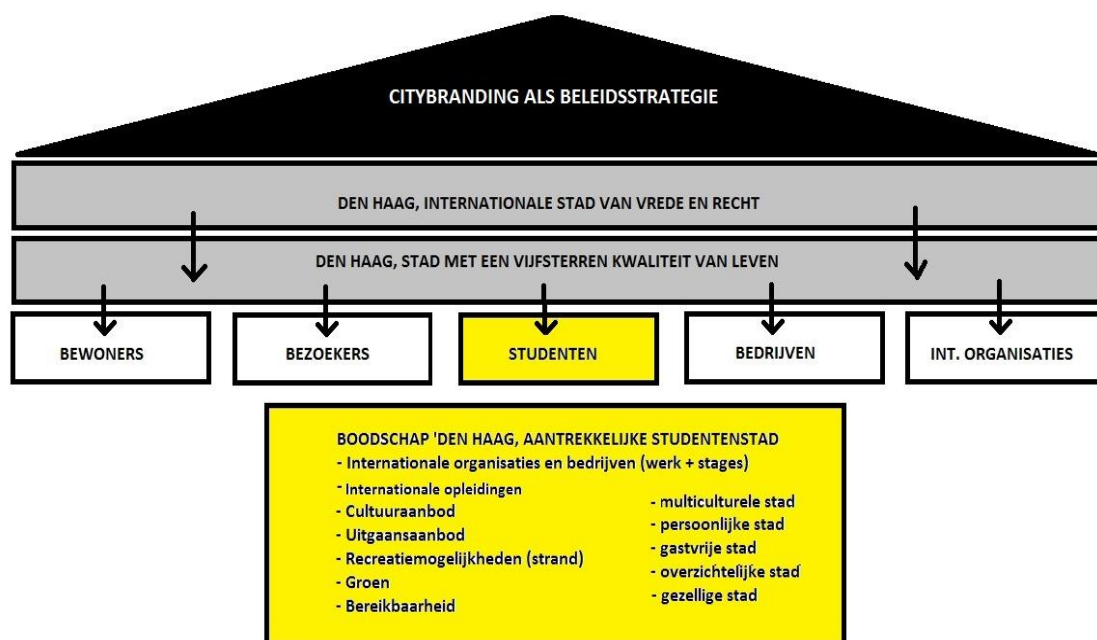 CITYBRANDING ALS BELEIDSSTRATEGIE
DEN HAAG, INTERNATIONALE STAD VAN VREDE EN RECHT
DEN HAAG, STAD MET EEN VIJFSTERREN KWALITEIT VAN LEVEN
BEWONERS
BEZOEKERS
STUDENTEN
BEDRIJVEN
INT. ORGANISATIES
BOODSCHAP 'DEN HAAG, AANTREKKELIJKE STUDENTENSTAD
- Internationale organisaties en bedrijven (werk + stages)
- Internationale opleidingen
- Cultuuraanbod
- Uitgaansaanbod
- Recreatiemogelijkheden (strand)
- Groen
- Bereikbaarheid
- multiculturele stad
- persoonlijke stad
- gastvrije stad
- overzichtelijke stad
- gezellige stad